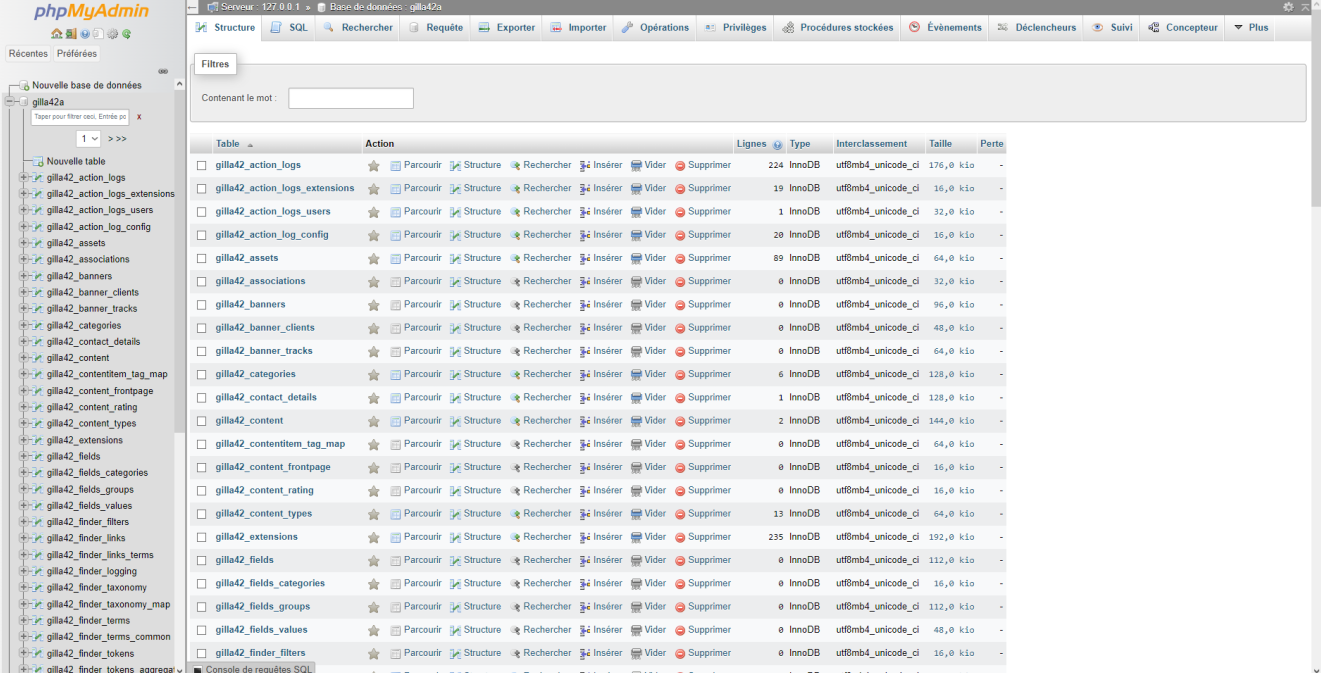 phpMyAdmin
Récentes Préférées
Nouvelle base de données
gilla42a
Taper pour filtrer ceci, Entrée po X
1 > >>
Nouvelle table
gilla42_action_logs
gilla42_action_logs_extensions
gilla42_action_logs_users
gilla42_action_log_config
gilla42_assets
gilla42_associations
gilla42_banners
gilla42_banner_clients
gilla42_banner_tracks
gilla42_categories
gilla42_contact_details
gilla42_content
gilla42_contentitem_tag_map
gilla42_content_frontpage
gilla42_content_rating
gilla42_content_types
gilla42_extensions
gilla42_fields
gilla42_fields_categories
gilla42_fields_groups
gilla42_fields_values
gilla42_finder_filters
gilla42_finder_links
gilla42_finder_links_terms
gilla42_finder_logging
gilla42_finder_taxonomy
gilla42_finder_taxonomy_map
gilla42_finder_terms
gilla42_finder_terms_common
gilla42_finder_tokens
gilla42_finder_tokens_aggregat
Serveur : 127.0.0.1 » Base de données : gilla42a
Structure SQL Rechercher Requête Exporter Importer Opérations Privilèges Procédures stockées Évènements Déclencheurs Suivi Concepteur Plus
Filtres
Contenant le mot :
Table Action Lignes Type Interclassement Taille Perte
gilla42_action_logs Parcourir Structure Rechercher Insérer Vider Supprimer 224 InnoDB utf8mb4_unicode_ci 176,0 kio -
gilla42_action_logs_extensions Parcourir Structure Rechercher Insérer Vider Supprimer 19 InnoDB utf8mb4_unicode_ci 16,0 kio -
gilla42_action_logs_users Parcourir Structure Rechercher Insérer Vider Supprimer 1 InnoDB utf8mb4_unicode_ci 32,0 kio -
gilla42_action_log_config Parcourir Structure Rechercher Insérer Vider Supprimer 20 InnoDB utf8mb4_unicode_ci 16,0 kio -
gilla42_assets Parcourir Structure Rechercher Insérer Vider Supprimer 89 InnoDB utf8mb4_unicode_ci 64,0 kio -
gilla42_associations Parcourir Structure Rechercher Insérer Vider Supprimer 0 InnoDB utf8mb4_unicode_ci 32,0 kio -
gilla42_banners Parcourir Structure Rechercher Insérer Vider Supprimer 0 InnoDB utf8mb4_unicode_ci 96,0 kio -
gilla42_banner_clients Parcourir Structure Rechercher Insérer Vider Supprimer 0 InnoDB utf8mb4_unicode_ci 48,0 kio -
gilla42_banner_tracks Parcourir Structure Rechercher Insérer Vider Supprimer 0 InnoDB utf8mb4_unicode_ci 64,0 kio -
gilla42_categories Parcourir Structure Rechercher Insérer Vider Supprimer 6 InnoDB utf8mb4_unicode_ci 128,0 kio -
gilla42_contact_details Parcourir Structure Rechercher Insérer Vider Supprimer 1 InnoDB utf8mb4_unicode_ci 128,0 kio -
gilla42_content Parcourir Structure Rechercher Insérer Vider Supprimer 2 InnoDB utf8mb4_unicode_ci 144,0 kio -
gilla42_contentitem_tag_map Parcourir Structure Rechercher Insérer Vider Supprimer 0 InnoDB utf8mb4_unicode_ci 64,0 kio -
gilla42_content_frontpage Parcourir Structure Rechercher Insérer Vider Supprimer 0 InnoDB utf8mb4_unicode_ci 16,0 kio -
gilla42_content_rating Parcourir Structure Rechercher Insérer Vider Supprimer 0 InnoDB utf8mb4_unicode_ci 16,0 kio -
gilla42_content_types Parcourir Structure Rechercher Insérer Vider Supprimer 13 InnoDB utf8mb4_unicode_ci 64,0 kio -
gilla42_extensions Parcourir Structure Rechercher Insérer Vider Supprimer 235 InnoDB utf8mb4_unicode_ci 192,0 kio -
gilla42_fields Parcourir Structure Rechercher Insérer Vider Supprimer 0 InnoDB utf8mb4_unicode_ci 112,0 kio -
gilla42_fields_categories Parcourir Structure Rechercher Insérer Vider Supprimer 0 InnoDB utf8mb4_unicode_ci 16,0 kio -
gilla42_fields_groups Parcourir Structure Rechercher Insérer Vider Supprimer 0 InnoDB utf8mb4_unicode_ci 112,0 kio -
gilla42_fields_values Parcourir Structure Rechercher Insérer Vider Supprimer 0 InnoDB utf8mb4_unicode_ci 48,0 kio -
gilla42_finder_filters Parcourir Structure Rechercher Insérer Vider Supprimer 0 InnoDB utf8mb4_unicode_ci 16,0 kio -
Console de requêtes SQL